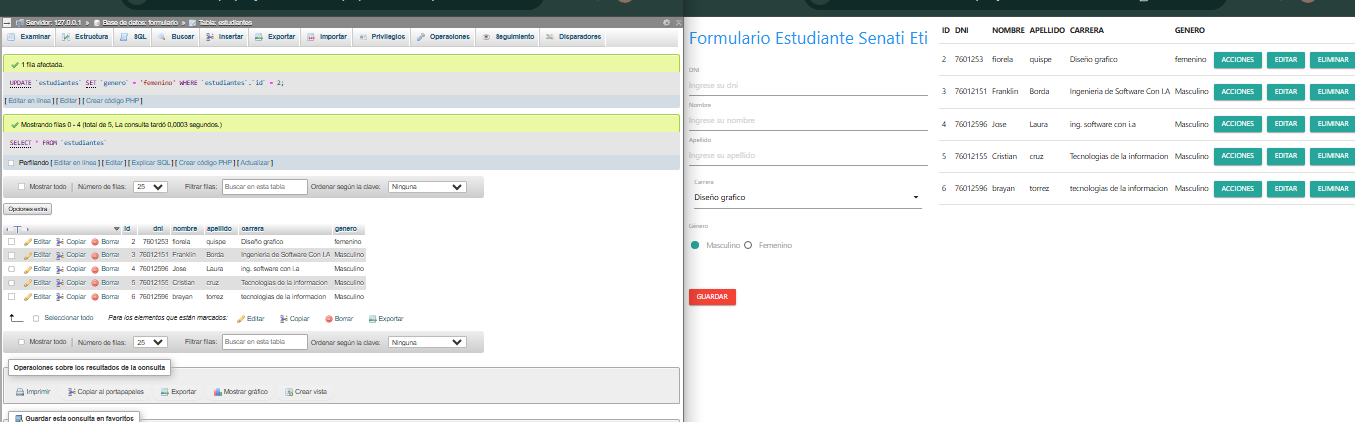 Servidor: 127.0.0.1 » Base de datos: formulario » Tabla: estudiantes
Examinar Estructura SQL Buscar Insertar Exportar Importar Privilegios Operaciones Seguimiento Disparadores
1 fila afectada.
UPDATE `estudiantes` SET `genero` = 'femenino' WHERE `estudiantes`.`id` = 2;
[ Editar en línea ] [ Editar ] [ Crear código PHP ]
Mostrando filas 0 - 4 (total de 5, La consulta tardó 0,0003 segundos.)
SELECT * FROM `estudiantes`
Perfilando [ Editar en línea ] [ Editar ] [ Explicar SQL ] [ Crear código PHP ] [ Actualizar ]
Mostrar todo | Número de filas: 25 Filtrar filas: Buscar en esta tabla Ordenar según la clave: Ninguna
Opciones extra
id dni nombre apellido carrera genero
Editar Copiar Borrar 2 7601253 fiorela quispe Diseño grafico femenino
Editar Copiar Borrar 3 76012151 Franklin Borda Ingenieria de Software Con I.A Masculino
Editar Copiar Borrar 4 76012596 Jose Laura ing. software con i.a Masculino
Editar Copiar Borrar 5 76012155 Cristian cruz Tecnologias de la informacion Masculino
Editar Copiar Borrar 6 76012596 brayan torrez tecnologias de la informacion Masculino
Seleccionar todo Para los elementos que están marcados: Editar Copiar Borrar Exportar
Mostrar todo | Número de filas: 25 Filtrar filas: Buscar en esta tabla Ordenar según la clave: Ninguna
Operaciones sobre los resultados de la consulta
Imprimir Copiar al portapapeles Exportar Mostrar gráfico Crear vista
Guardar esta consulta en favoritos
Formulario Estudiante Senati Eti
DNI
Ingrese su dni
Nombre
Ingrese su nombre
Apellido
Ingrese su apellido
Carrera
Diseño grafico
Género
Masculino Femenino
GUARDAR
ID DNI NOMBRE APELLIDO CARRERA GENERO
2 7601253 fiorela quispe Diseño grafico femenino ACCIONES EDITAR ELIMINAR
3 76012151 Franklin Borda Ingenieria de Software Con I.A Masculino ACCIONES EDITAR ELIMINAR
4 76012596 Jose Laura ing. software con i.a Masculino ACCIONES EDITAR ELIMINAR
5 76012155 Cristian cruz Tecnologias de la informacion Masculino ACCIONES EDITAR ELIMINAR
6 76012596 brayan torrez tecnologias de la informacion Masculino ACCIONES EDITAR ELIMINAR